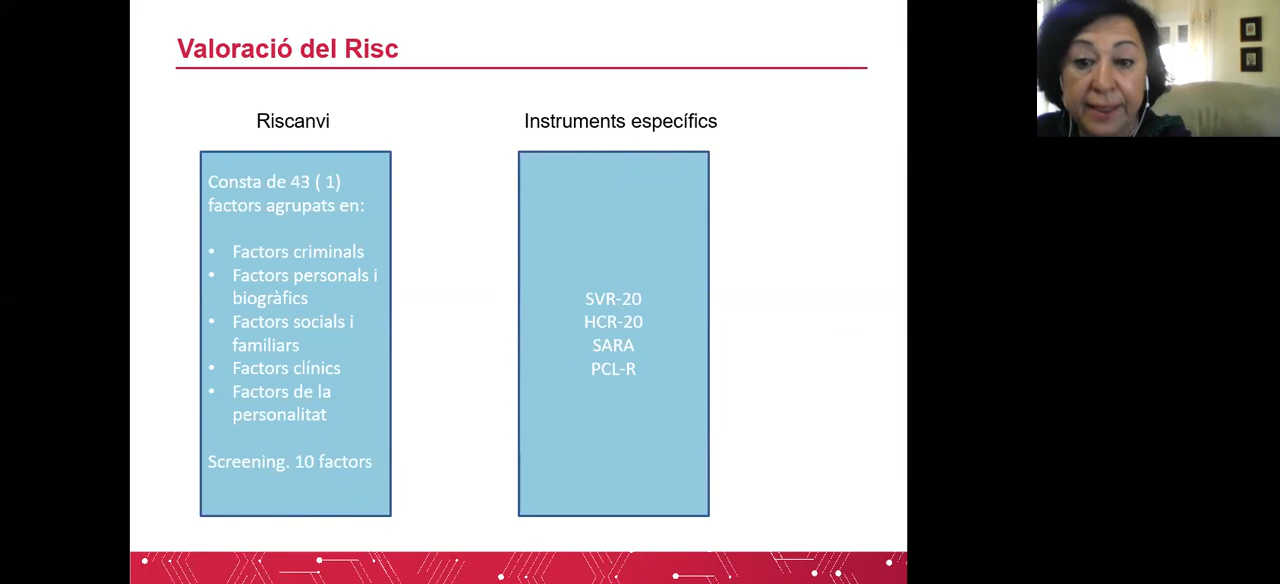 Valoració del Risc
Riscanvi
Consta de 43 ( 1)
factors agrupats en:
• Factors criminals
• Factors personals i
biogràfics
• Factors socials i
familiars
• Factors clínics
• Factors de la
personalitat
Screening. 10 factors
Instruments específics
SVR-20
HCR-20
SARA
PCL-R